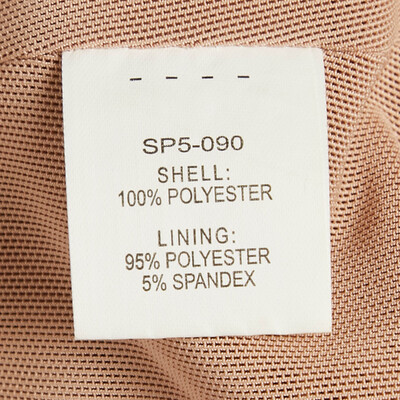 SP5-090
SHELL:
100% POLYESTER
LINING:
95% POLYESTER
5% SPANDEX